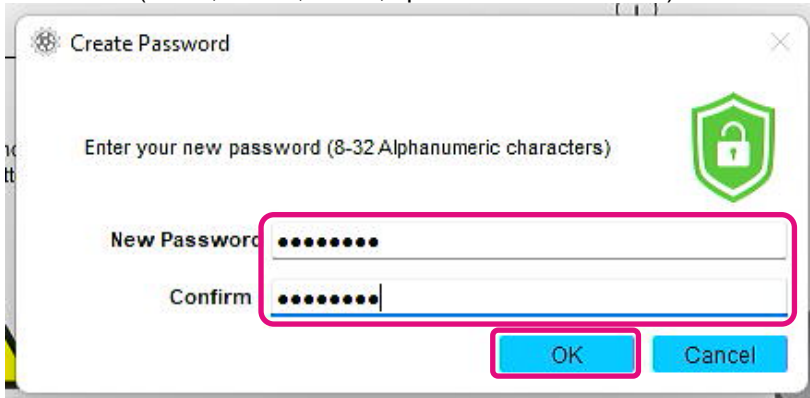 Create Password
Enter your new password (8-32 Alphanumeric characters)
New Password
●●●●●●●●
Confirm
●●●●●●●●
OK
Cancel